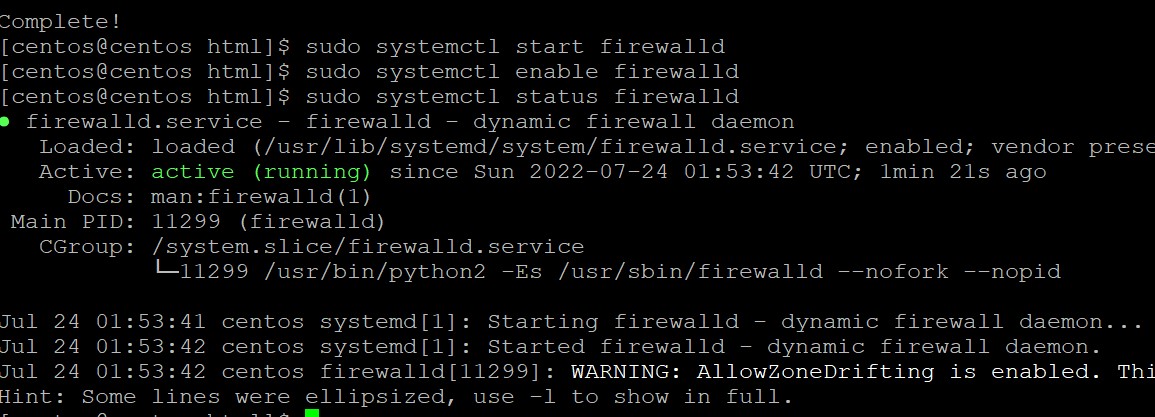 Complete!
[centos@centos html]$ sudo systemctl start firewalld
[centos@centos html]$ sudo systemctl enable firewalld
[centos@centos html]$ sudo systemctl status firewalld
● firewalld.service - firewalld - dynamic firewall daemon
   Loaded: loaded (/usr/lib/systemd/system/firewalld.service; enabled; vendor prese
   Active: active (running) since Sun 2022-07-24 01:53:42 UTC; 1min 21s ago
     Docs: man:firewalld(1)
 Main PID: 11299 (firewalld)
   CGroup: /system.slice/firewalld.service
           └─11299 /usr/bin/python2 -Es /usr/sbin/firewalld --nofork --nopid
Jul 24 01:53:41 centos systemd[1]: Starting firewalld - dynamic firewall daemon...
Jul 24 01:53:42 centos systemd[1]: Started firewalld - dynamic firewall daemon.
Jul 24 01:53:42 centos firewalld[11299]: WARNING: AllowZoneDrifting is enabled. Thi
Hint: Some lines were ellipsized, use -l to show in full.